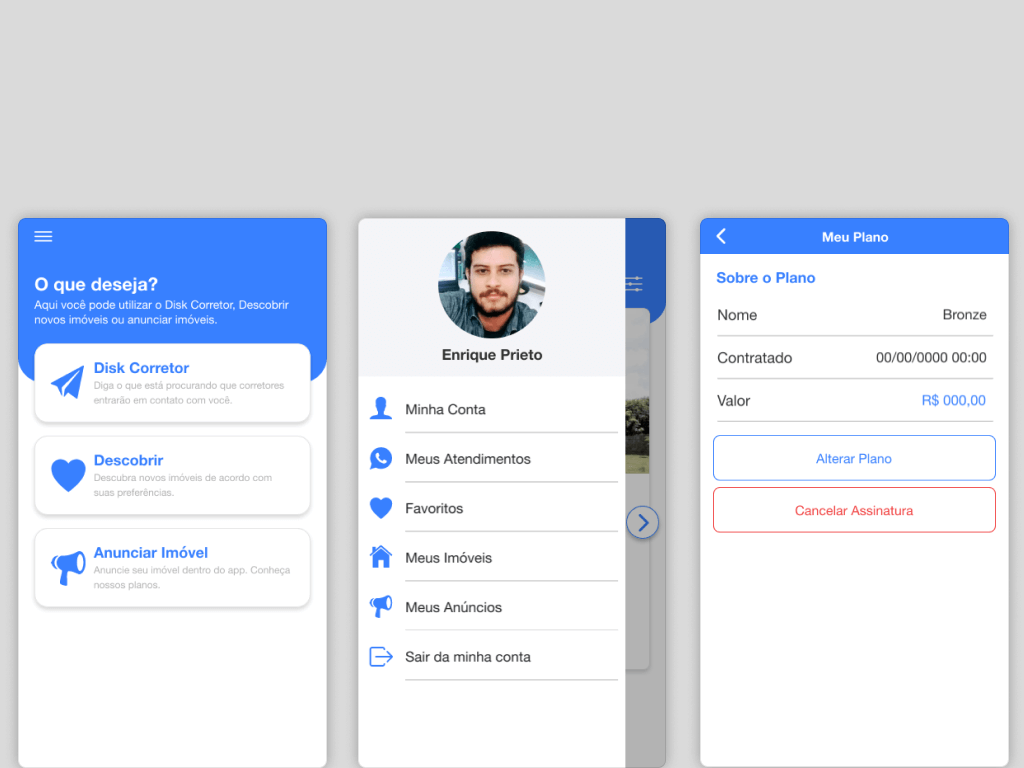 O que deseja?
Aqui você pode utilizar o Disk Corretor, Descobrir
novos imóveis ou anunciar imóveis.
Disk Corretor
Diga o que está procurando que corretores
entrarão em contato com você.
Descobrir
Descubra novos imóveis de acordo com
suas preferências.
Anunciar Imóvel
Anuncie seu imóvel dentro do app. Conheça
nossos planos.
Enrique Prieto
Minha Conta
Meus Atendimentos
Favoritos
Meus Imóveis
Meus Anúncios
Sair da minha conta
Meu Plano
Sobre o Plano
Nome Bronze
Contratado 00/00/0000 00:00
Valor R$ 000,00
Alterar Plano
Cancelar Assinatura